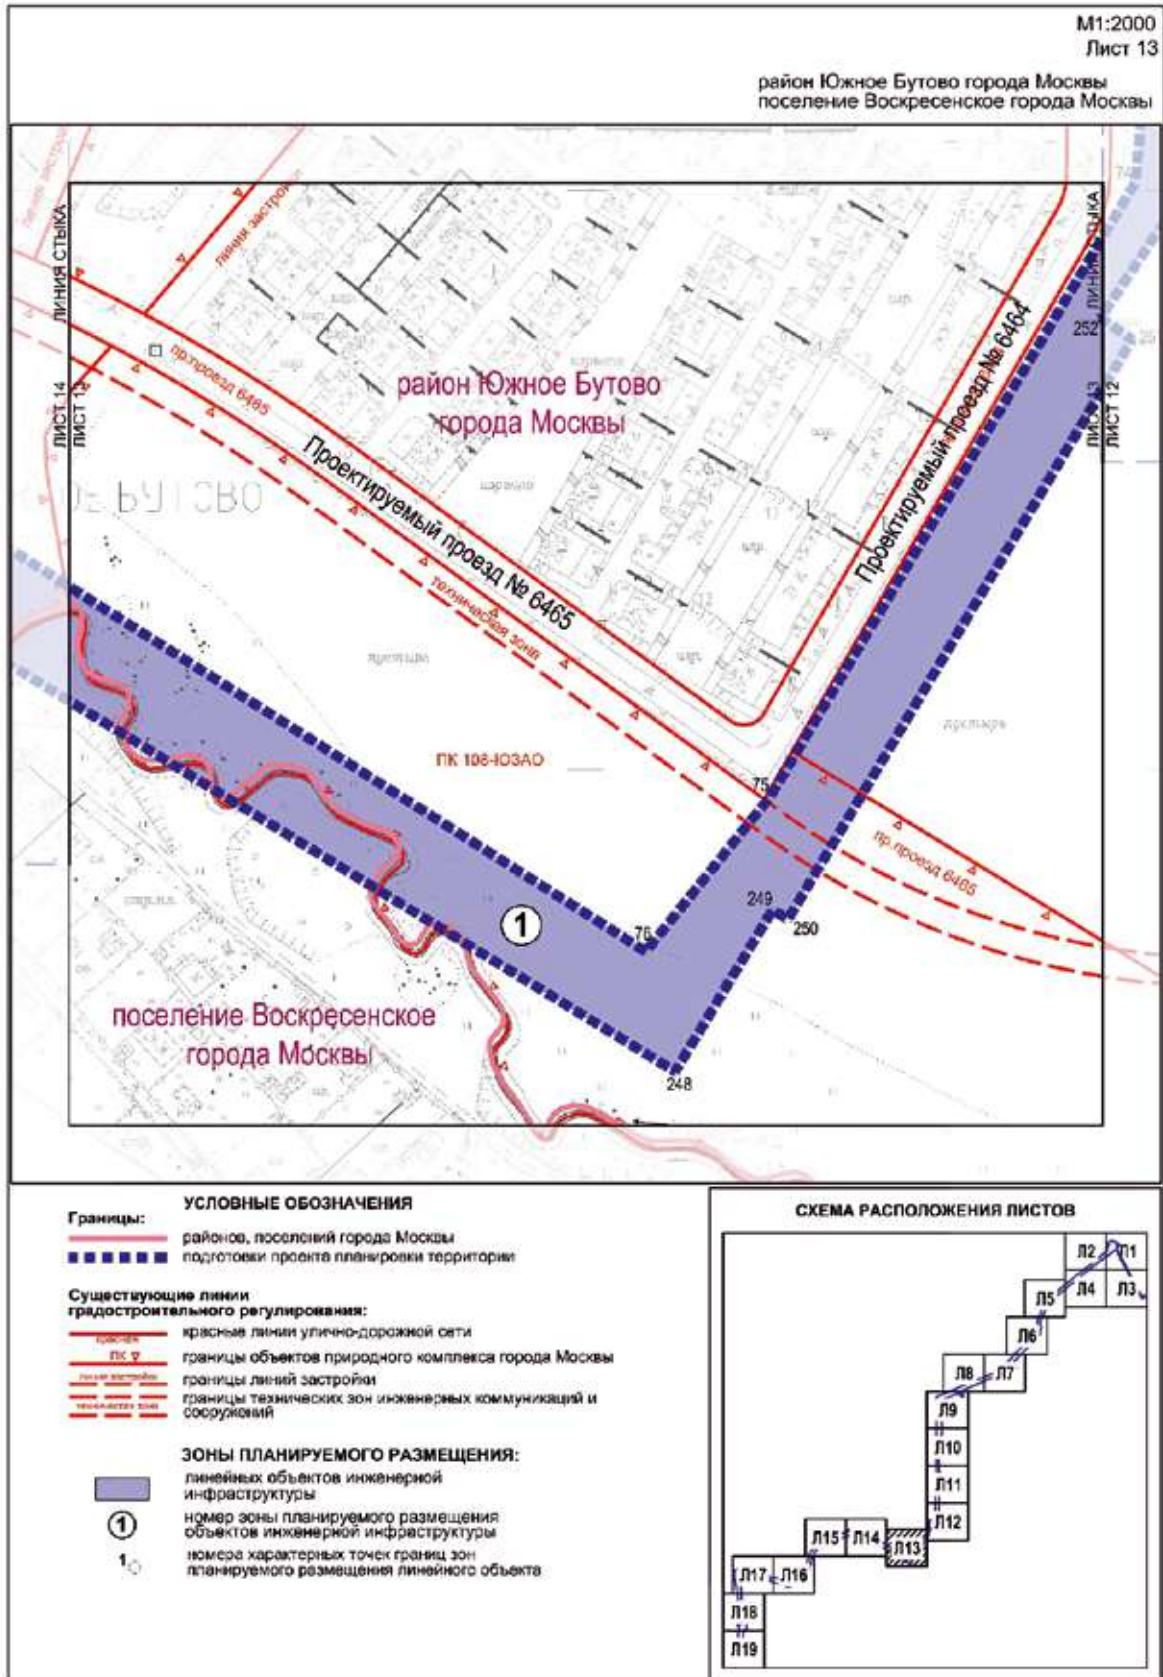 М1:2000
Лист 13
район Южное Бутово города Москвы
поселение Воскресенское города Москвы
74
линия застро
ЛИНИЯ СТЫКА
ЛИНИЯ СТЫКА
252
Проектируемый проезд № 6464
пр.проезд 6465
район Южное Бутово
города Москвы
ЛИСТ 14
ЛИСТ 13
ЛИСТ 13
ЛИСТ 12
Проектируемый проезд № 6465
техническая зона
ПК 106-ЮЗАО
75
пр.проезд 6465
249
250
76
1
поселение Воскресенское
города Москвы
248
УСЛОВНЫЕ ОБОЗНАЧЕНИЯ
Границы:
районов, поселений города Москвы
подготовки проекта планировки территории
Существующие линии
градостроительного регулирования:
красные линии улично-дорожной сети
ПК
границы объектов природного комплекса города Москвы
линия застройки
границы линий застройки
техническая зона
границы технических зон инженерных коммуникаций и
сооружений
ЗОНЫ ПЛАНИРУЕМОГО РАЗМЕЩЕНИЯ:
линейных объектов инженерной
инфраструктуры
1
номер зоны планируемого размещения
объектов инженерной инфраструктуры
1
номера характерных точек границ зон
планируемого размещения линейного объекта
СХЕМА РАСПОЛОЖЕНИЯ ЛИСТОВ
Л2 Л1
Л4 Л3
Л5
Л6
Л8 Л7
Л9
Л10
Л11
Л12
Л15 Л14 Л13
Л17 Л16
Л18
Л19